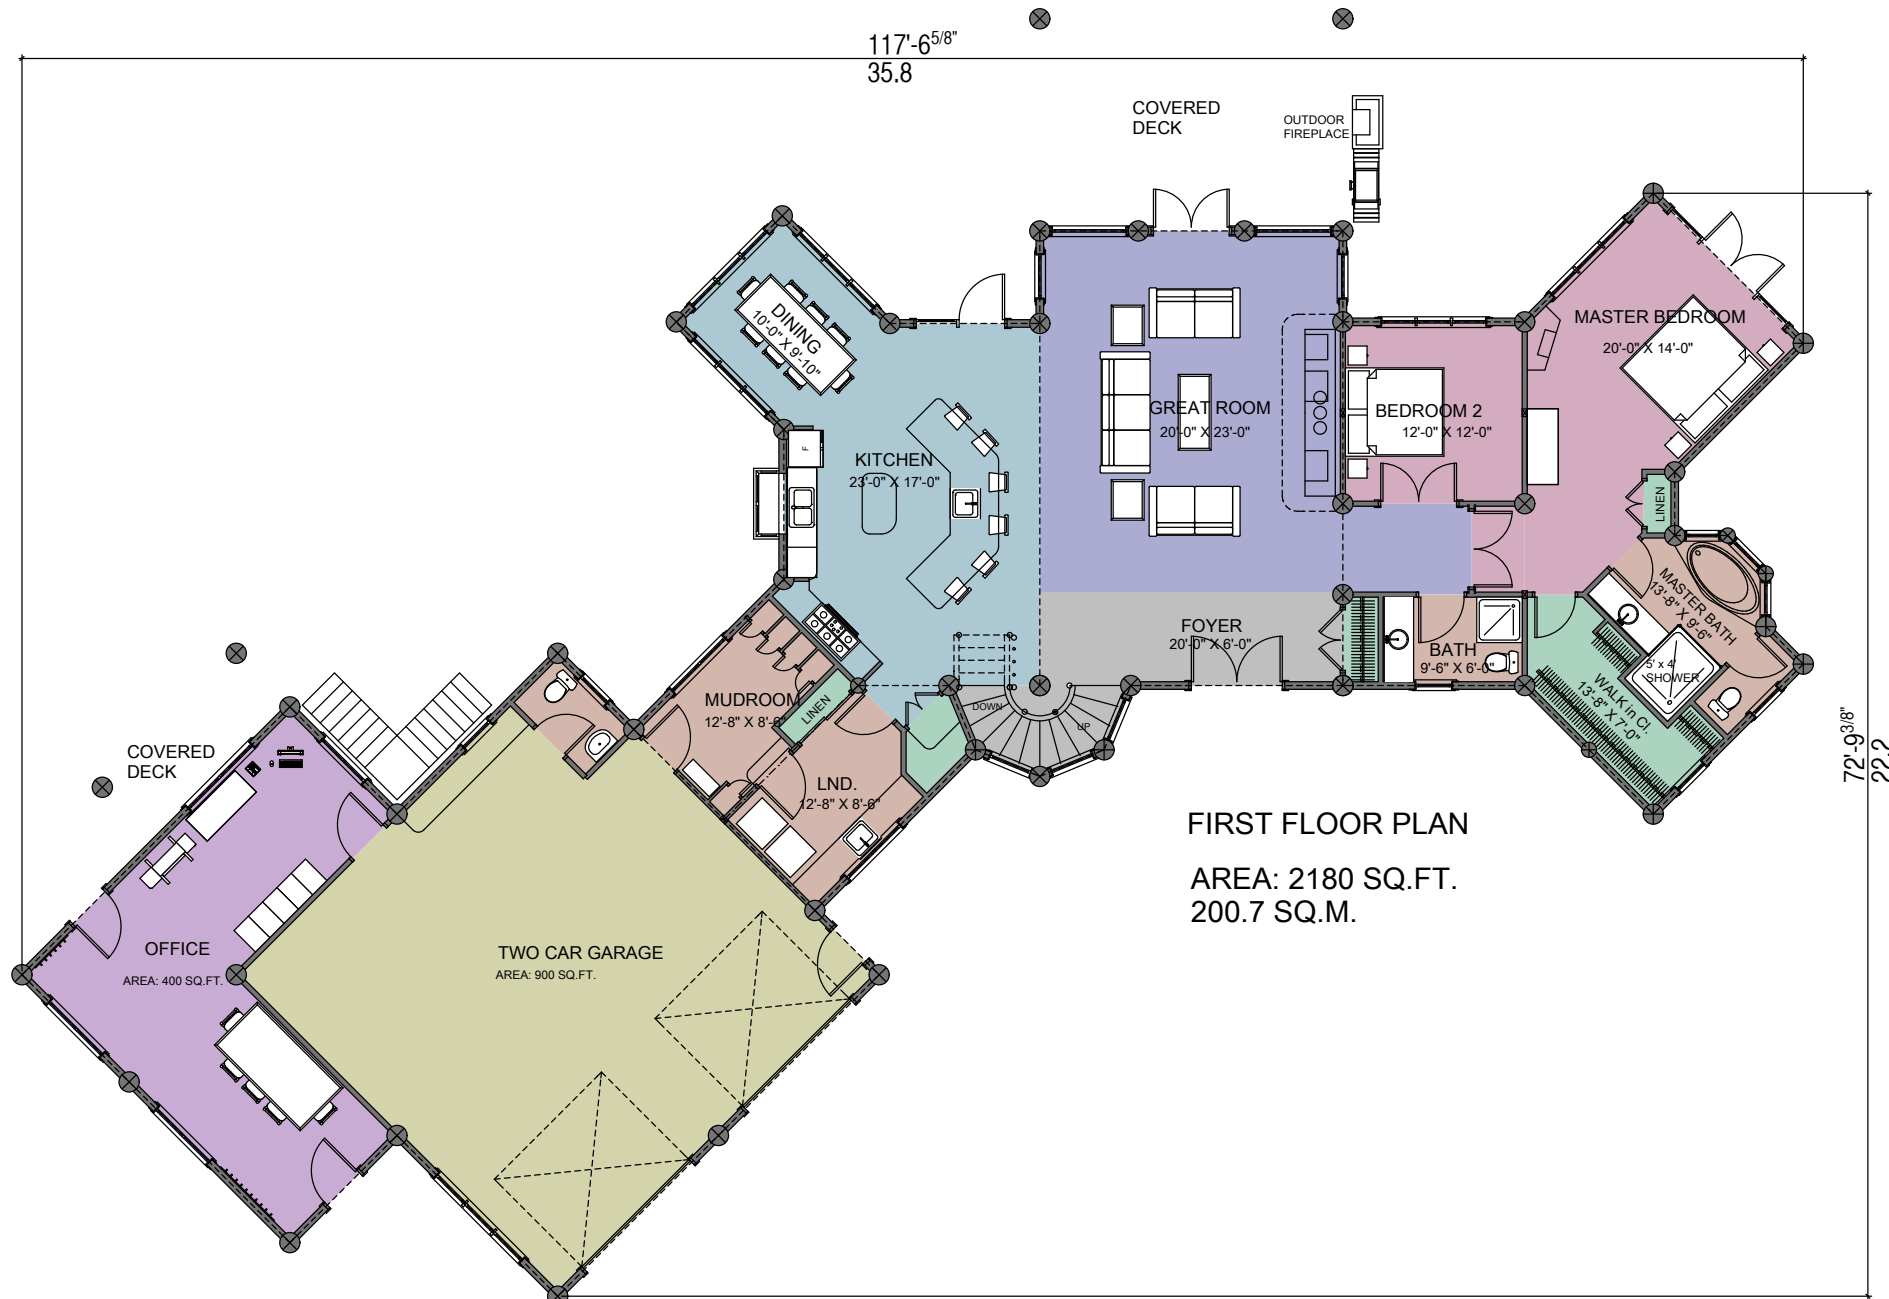 117'-6 5/8"
35.8
COVERED
DECK
OUTDOOR
FIREPLACE
DINING
10'-0" X 9'-10"
MASTER BEDROOM
20'-0" X 14'-0"
GREAT ROOM
20'-0" X 23'-0"
BEDROOM 2
12'-0" X 12'-0"
F
KITCHEN
23'-0" X 17'-0"
LINEN
MASTER BATH
13'-8" X 9'-6"
FOYER
20'-0" X 6'-0"
BATH
9'-6" X 6'-0"
5' x 4'
SHOWER
WALK in Cl.
13'-8" X 7'-0"
MUDROOM
12'-8" X 8'-6"
LINEN
DOWN
UP
COVERED
DECK
LND.
12'-8" X 8'-6"
72'-9 3/8"
22.2
FIRST FLOOR PLAN
AREA: 2180 SQ.FT.
200.7 SQ.M.
OFFICE
AREA: 400 SQ.FT.
TWO CAR GARAGE
AREA: 900 SQ.FT.